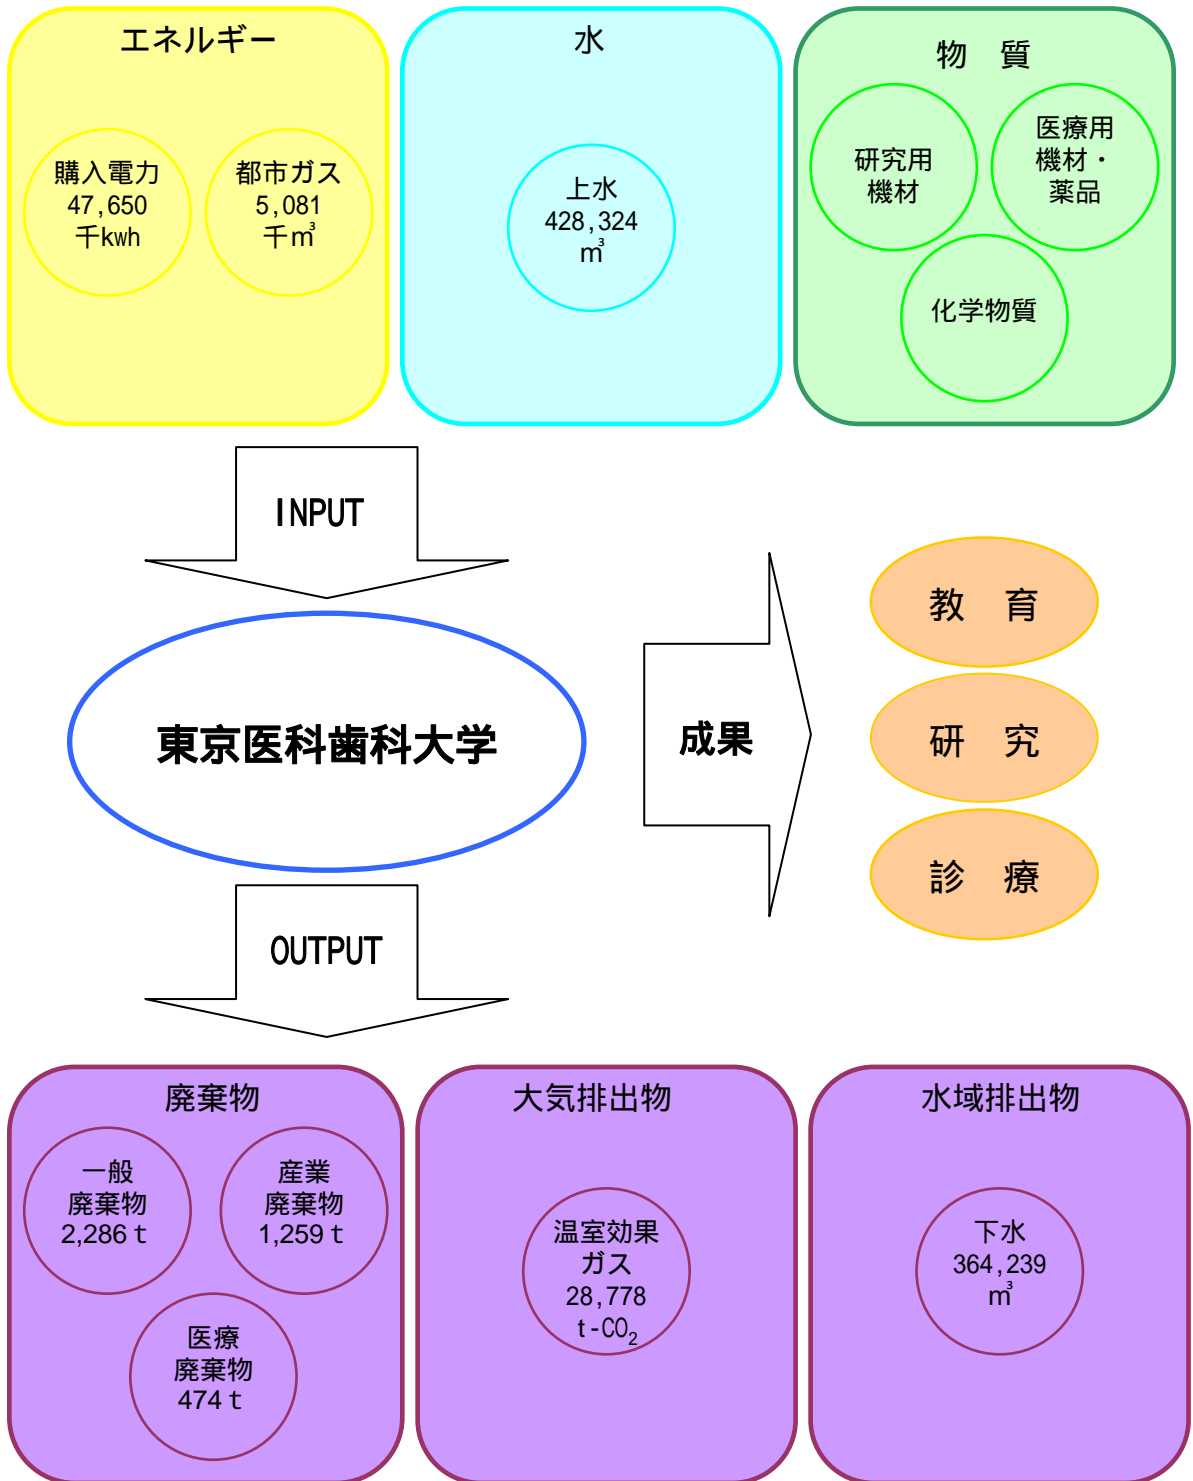 エネルギー
購入電力
47,650
千kwh
都市ガス
5,081
千㎥
水
上水
428,324
㎥
物　質
研究用
機材
医療用
機材・
薬品
化学物質
INPUT
東京医科歯科大学
成果
教　育
研　究
診　療
OUTPUT
廃棄物
一般
廃棄物
2,286 t
産業
廃棄物
1,259 t
医療
廃棄物
474 t
大気排出物
温室効果
ガス
28,778
t-CO₂
水域排出物
下水
364,239
㎥